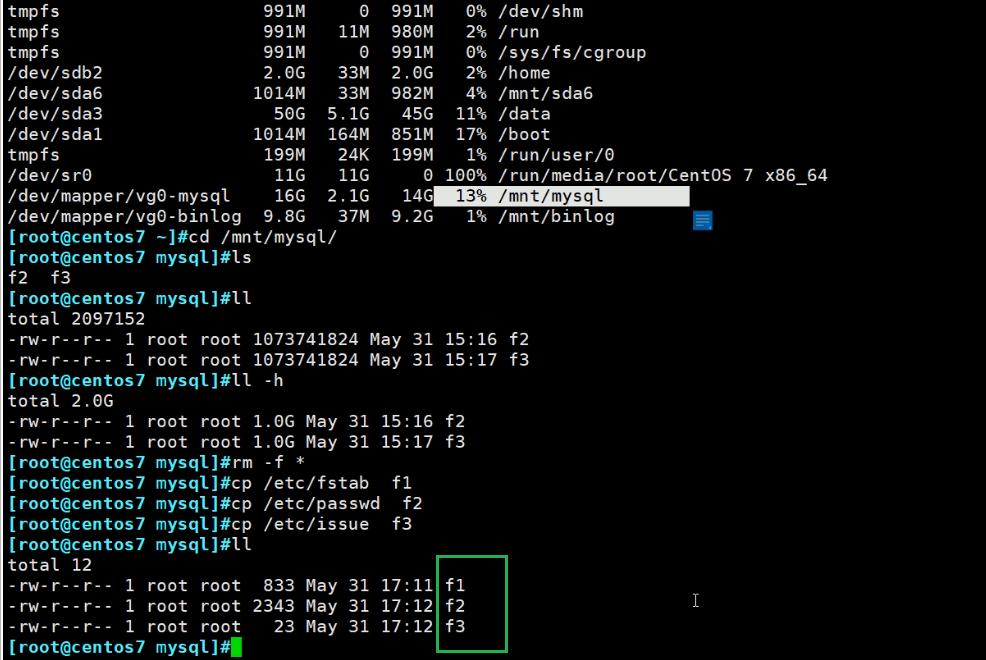 tmpfs                   991M     0  991M   0% /dev/shm
tmpfs                   991M   11M  980M   2% /run
tmpfs                   991M     0  991M   0% /sys/fs/cgroup
/dev/sdb2               2.0G   33M  2.0G   2% /home
/dev/sda6              1014M   33M  982M   4% /mnt/sda6
/dev/sda3                50G  5.1G   45G  11% /data
/dev/sda1              1014M  164M  851M  17% /boot
tmpfs                   199M   24K  199M   1% /run/user/0
/dev/sr0                 11G   11G     0 100% /run/media/root/CentOS 7 x86_64
/dev/mapper/vg0-mysql    16G  2.1G   14G  13% /mnt/mysql
/dev/mapper/vg0-binlog  9.8G   37M  9.2G   1% /mnt/binlog
[root@centos7 ~]#cd /mnt/mysql/
[root@centos7 mysql]#ls
f2  f3
[root@centos7 mysql]#ll
total 2097152
-rw-r--r-- 1 root root 1073741824 May 31 15:16 f2
-rw-r--r-- 1 root root 1073741824 May 31 15:17 f3
[root@centos7 mysql]#ll -h
total 2.0G
-rw-r--r-- 1 root root 1.0G May 31 15:16 f2
-rw-r--r-- 1 root root 1.0G May 31 15:17 f3
[root@centos7 mysql]#rm -f *
[root@centos7 mysql]#cp /etc/fstab  f1
[root@centos7 mysql]#cp /etc/passwd  f2
[root@centos7 mysql]#cp /etc/issue  f3
[root@centos7 mysql]#ll
total 12
-rw-r--r-- 1 root root  833 May 31 17:11 f1
-rw-r--r-- 1 root root 2343 May 31 17:12 f2
-rw-r--r-- 1 root root   23 May 31 17:12 f3
[root@centos7 mysql]#